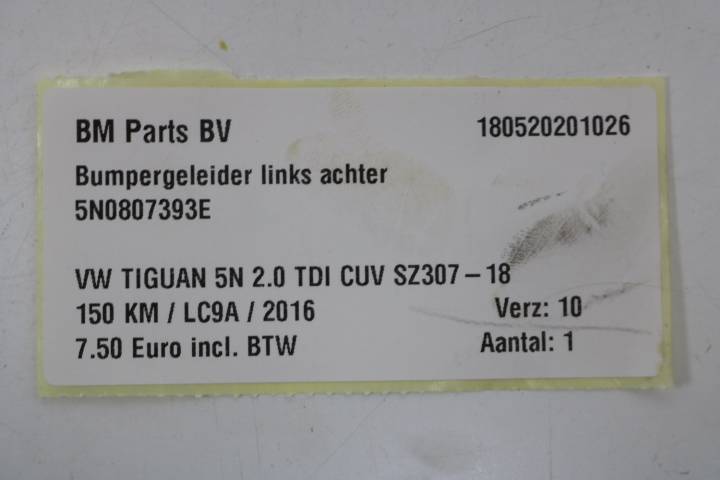 BM Parts BV 180520201026
Bumpergeleider links achter
5N0807393E
VW TIGUAN 5N 2.0 TDI CUV SZ307-18
150 KM / LC9A / 2016 Verz: 10
7.50 Euro incl. BTW Aantal: 1